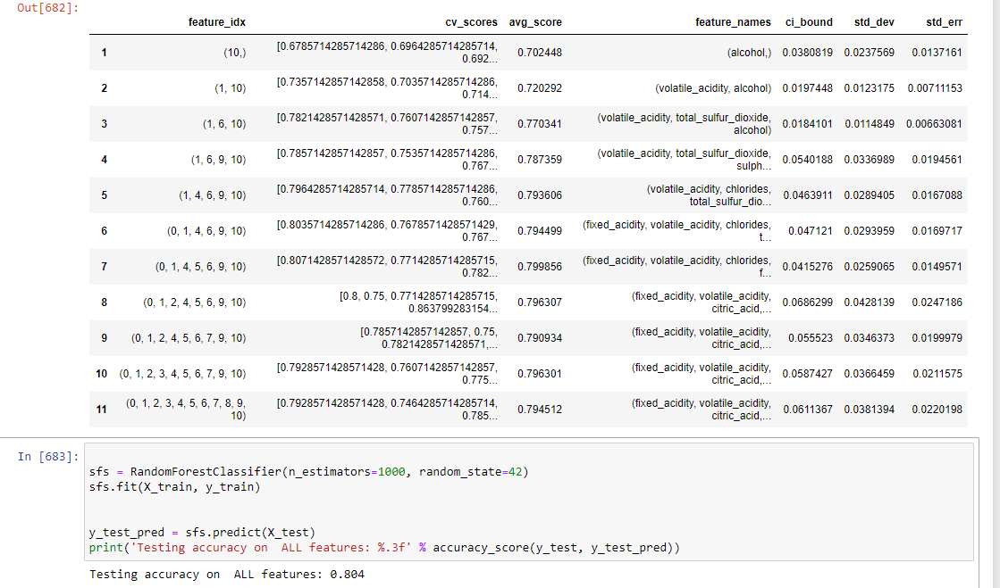 Out[682]:
feature_idx cv_scores avg_score feature_names ci_bound std_dev std_err
1 (10,) [0.6785714285714286, 0.6964285714285714, 0.692... 0.702448 (alcohol,) 0.0380819 0.0237569 0.0137161
2 (1, 10) [0.7357142857142858, 0.7035714285714286, 0.714... 0.720292 (volatile_acidity, alcohol) 0.0197448 0.0123175 0.00711153
3 (1, 6, 10) [0.7821428571428571, 0.7607142857142857, 0.757... 0.770341 (volatile_acidity, total_sulfur_dioxide, alcohol) 0.0184101 0.0114849 0.00663081
4 (1, 6, 9, 10) [0.7857142857142857, 0.7535714285714286, 0.767... 0.787359 (volatile_acidity, total_sulfur_dioxide, sulph... 0.0540188 0.0336989 0.0194561
5 (1, 4, 6, 9, 10) [0.7964285714285714, 0.7785714285714286, 0.760... 0.793606 (volatile_acidity, chlorides, total_sulfur_dio... 0.0463911 0.0289405 0.0167088
6 (0, 1, 4, 6, 9, 10) [0.8035714285714286, 0.7678571428571429, 0.767... 0.794499 (fixed_acidity, volatile_acidity, chlorides, t... 0.047121 0.0293959 0.0169717
7 (0, 1, 4, 5, 6, 9, 10) [0.8071428571428572, 0.7714285714285715, 0.782... 0.799856 (fixed_acidity, volatile_acidity, chlorides, f... 0.0415276 0.0259065 0.0149571
8 (0, 1, 2, 4, 5, 6, 9, 10) [0.8, 0.75, 0.7714285714285715, 0.863799283154... 0.796307 (fixed_acidity, volatile_acidity, citric_acid,... 0.0686299 0.0428139 0.0247186
9 (0, 1, 2, 4, 5, 6, 7, 9, 10) [0.7857142857142857, 0.75, 0.7821428571428571,... 0.790934 (fixed_acidity, volatile_acidity, citric_acid,... 0.055523 0.0346373 0.0199979
10 (0, 1, 2, 3, 4, 5, 6, 7, 9, 10) [0.7928571428571428, 0.7607142857142857, 0.775... 0.796301 (fixed_acidity, volatile_acidity, citric_acid,... 0.0587427 0.0366459 0.0211575
11 (0, 1, 2, 3, 4, 5, 6, 7, 8, 9, 10) [0.7928571428571428, 0.7464285714285714, 0.785... 0.794512 (fixed_acidity, volatile_acidity, citric_acid,... 0.0611367 0.0381394 0.0220198
In [683]:
sfs = RandomForestClassifier(n_estimators=1000, random_state=42)
sfs.fit(X_train, y_train)
y_test_pred = sfs.predict(X_test)
print('Testing accuracy on  ALL features: %.3f' % accuracy_score(y_test, y_test_pred))
Testing accuracy on  ALL features: 0.804